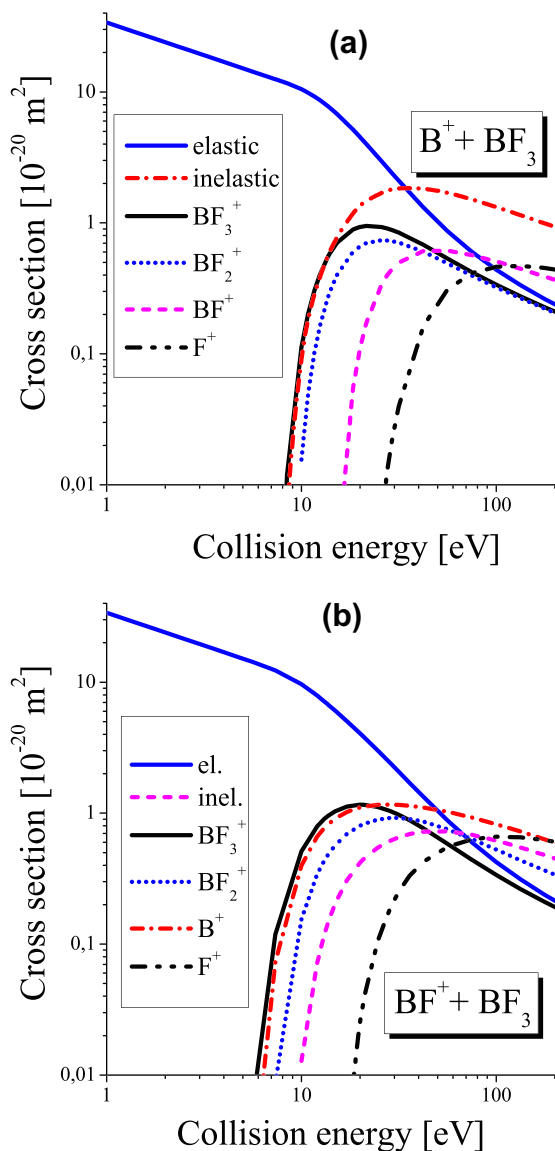 (a)
B⁺ + BF₃
elastic
inelastic
BF₃⁺
BF₂⁺
BF⁺
F⁺
10
1
0,1
0,01
1
10
100
Cross section [10⁻²⁰ m²]
Collision energy [eV]
(b)
el.
inel.
BF₃⁺
BF₂⁺
B⁺
F⁺
BF⁺ + BF₃
10
1
0,1
0,01
1
10
100
Cross section [10⁻²⁰ m²]
Collision energy [eV]